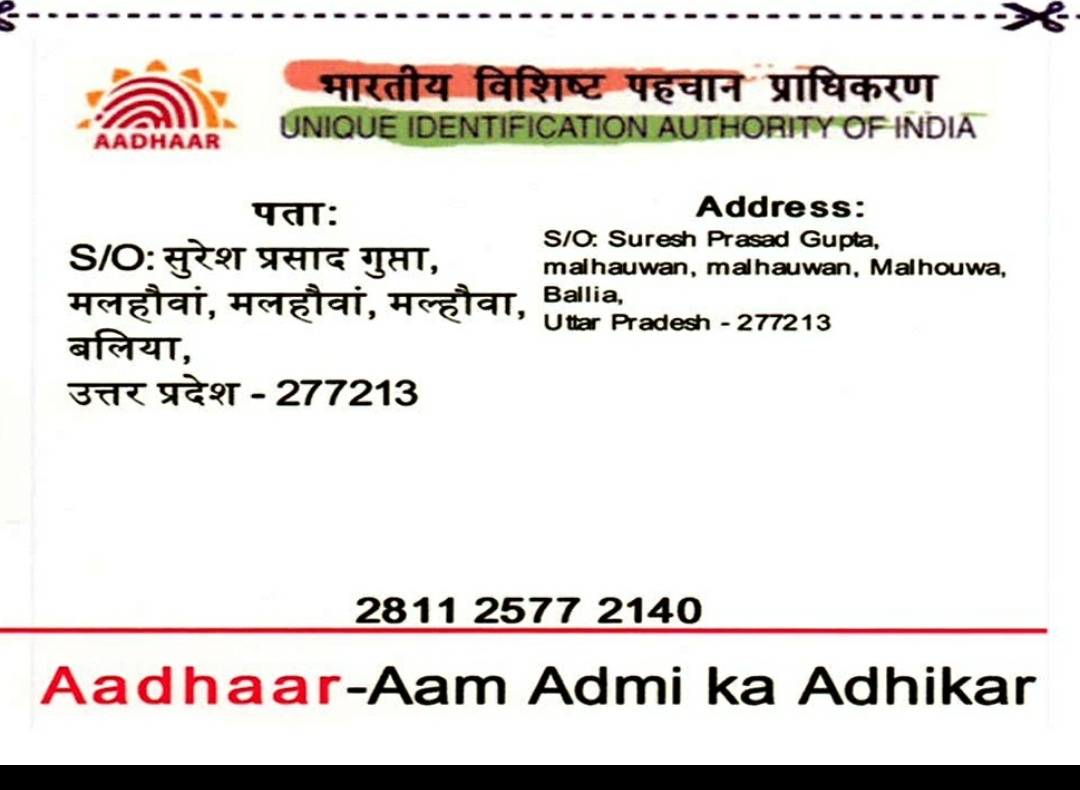 भारतीय विशिष्ट पहचान प्राधिकरण
UNIQUE IDENTIFICATION AUTHORITY OF INDIA
AADHAAR
पता:
S/O: सुरेश प्रसाद गुप्ता,
मलहौवां, मलहौवां, मल्हौवा,
बलिया,
उत्तर प्रदेश - 277213
Address:
S/O: Suresh Prasad Gupta,
malhauwan, malhauwan, Malhouwa,
Ballia,
Uttar Pradesh - 277213
2811 2577 2140
Aadhaar-Aam Admi ka Adhikar